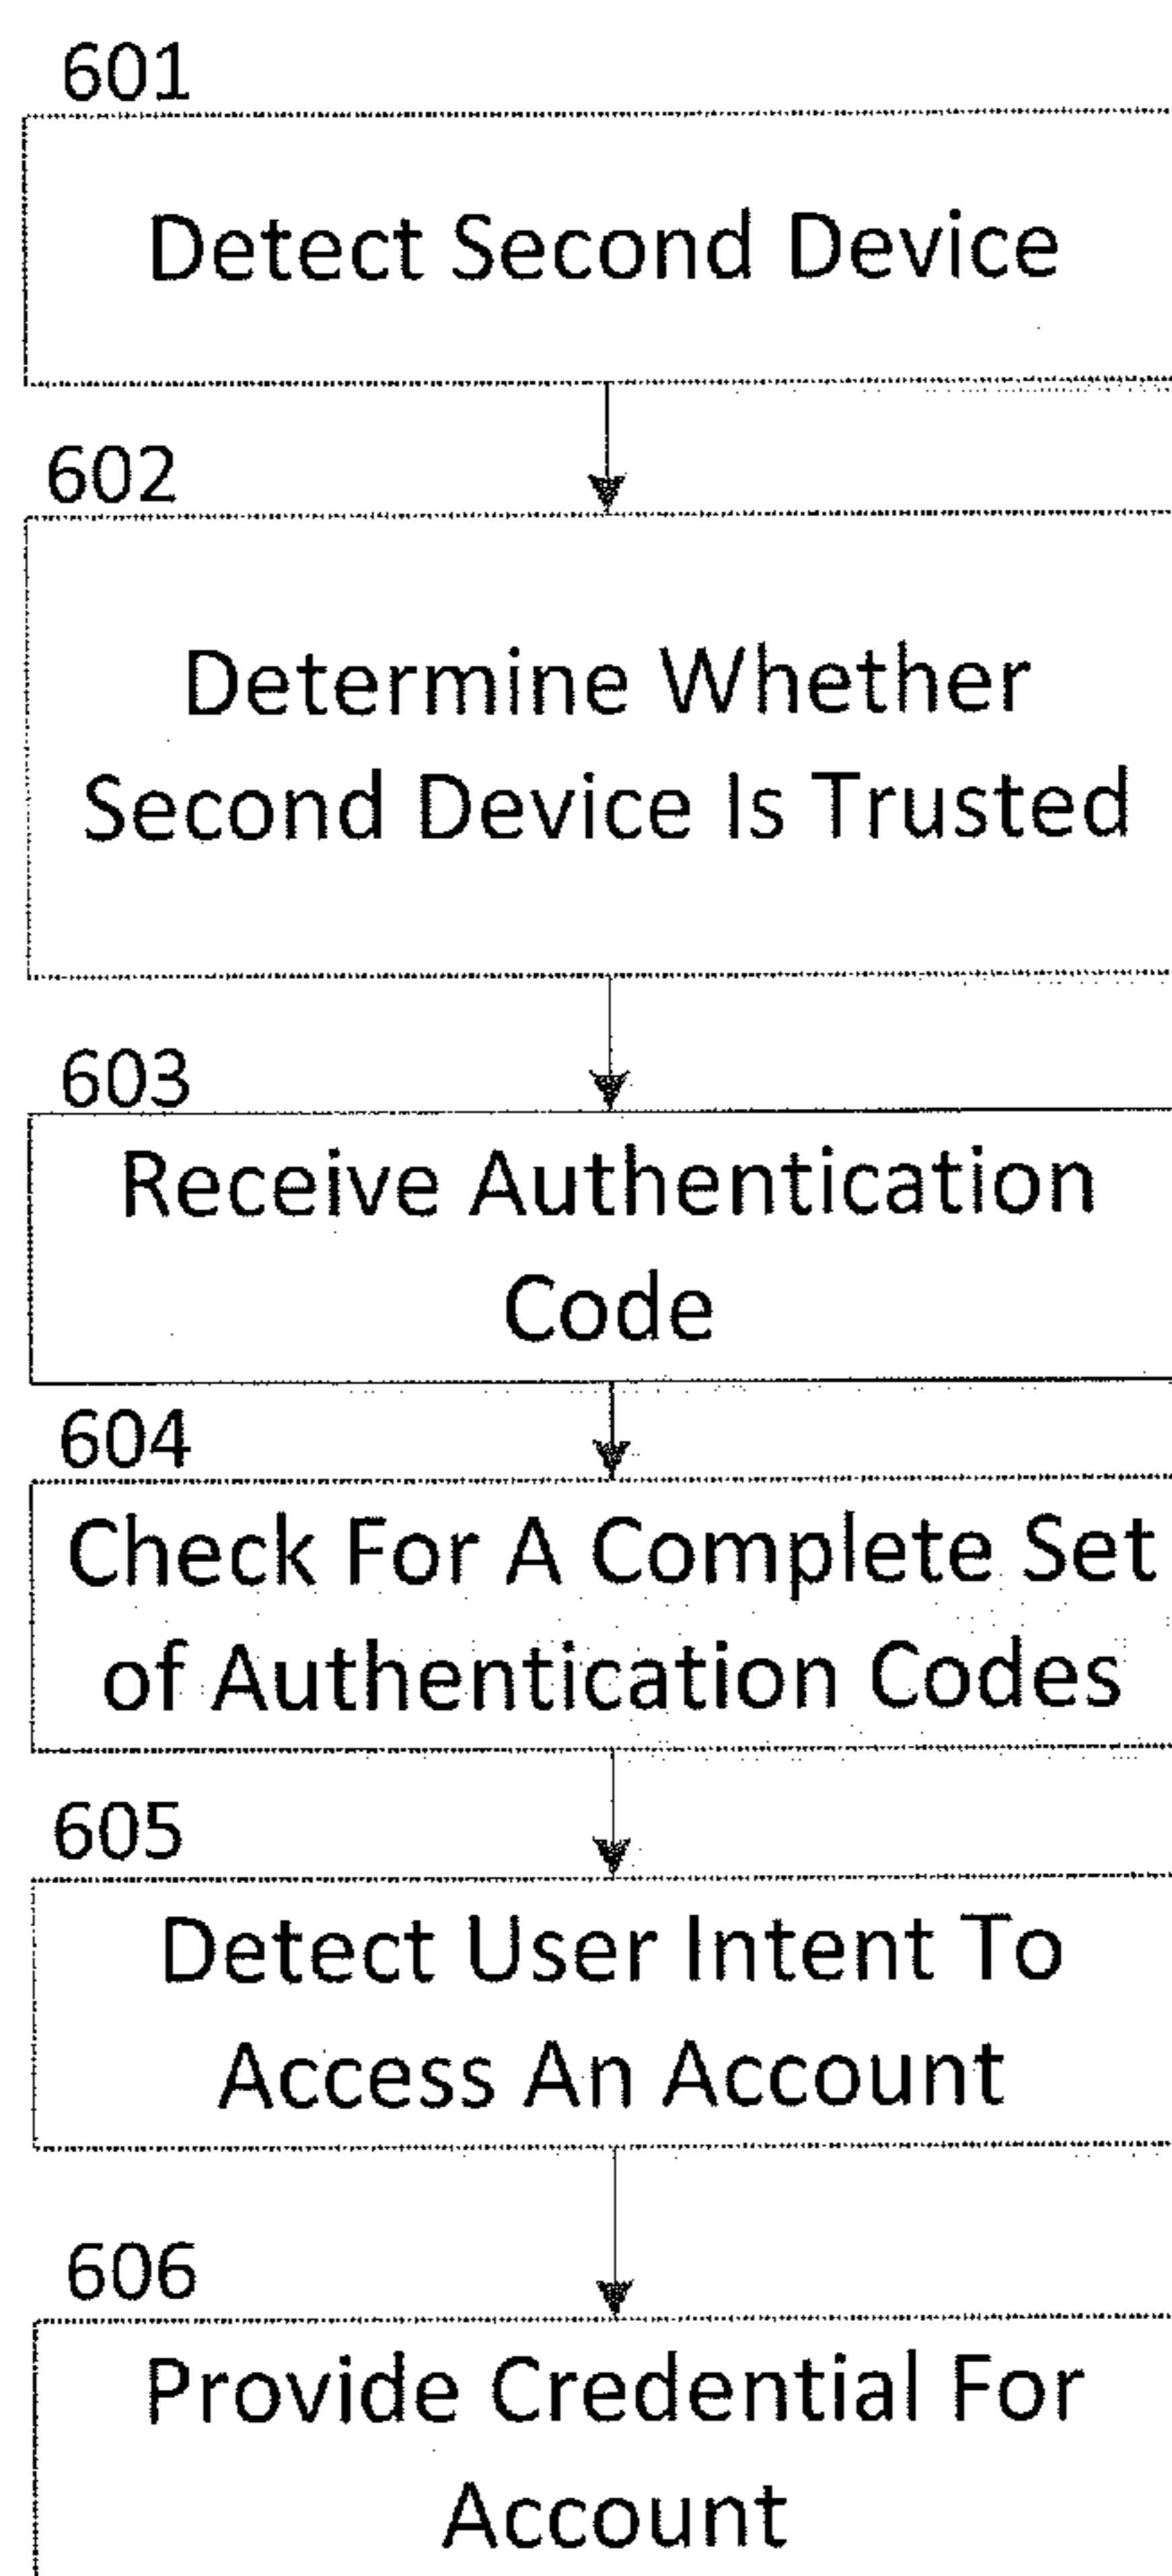 601
Detect Second Device
602
Determine Whether
Second Device Is Trusted
603
Receive Authentication
Code
604
Check For A Complete Set
of Authentication Codes
605
Detect User Intent To
Access An Account
606
Provide Credential For
Account